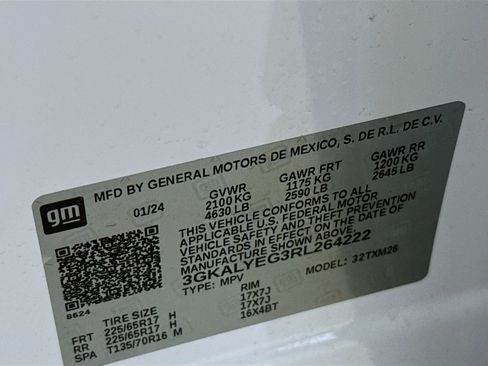 gm
MFD BY GENERAL MOTORS DE MEXICO, S. DE R.L. DE C.V.
01/24 GVWR GAWR FRT GAWR RR
2100 KG 1175 KG 1200 KG
4630 LB 2590 LB 2645 LB
THIS VEHICLE CONFORMS TO ALL
APPLICABLE U.S. FEDERAL MOTOR
VEHICLE SAFETY AND THEFT PREVENTION
STANDARDS IN EFFECT ON THE DATE OF
MANUFACTURE SHOWN ABOVE.
3GKALYEG3RL264222
TYPE: MPV MODEL: 32TXM26
8624
TIRE SIZE RIM
FRT 225/65R17 H 17X7J
RR 225/65R17 H 17X7J
SPA T135/70R16 M 16X4BT